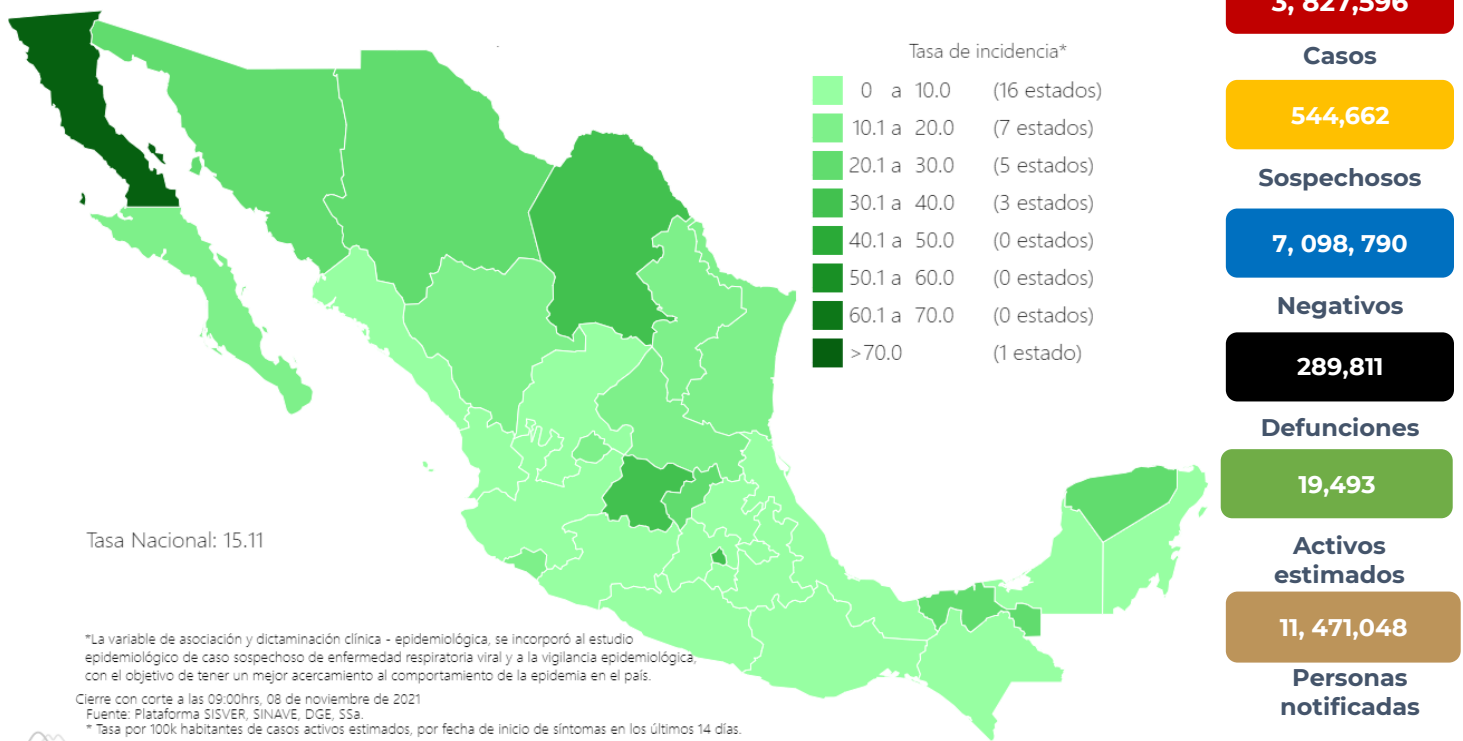 Tasa de incidencia*
0 a 10.0 (16 estados)
10.1 a 20.0 (7 estados)
20.1 a 30.0 (5 estados)
30.1 a 40.0 (3 estados)
40.1 a 50.0 (0 estados)
50.1 a 60.0 (0 estados)
60.1 a 70.0 (0 estados)
>70.0 (1 estado)
Tasa Nacional: 15.11
*La variable de asociación y dictaminación clínica - epidemiológica, se incorporó al estudio
epidemiológico de caso sospechoso de enfermedad respiratoria viral y a la vigilancia epidemiológica,
con el objetivo de tener un mejor acercamiento al comportamiento de la epidemia en el país.
Cierre con corte a las 09:00hrs, 08 de noviembre de 2021
Fuente: Plataforma SISVER, SINAVE, DGE, SSa.
* Tasa por 100k habitantes de casos activos estimados, por fecha de inicio de síntomas en los últimos 14 días.
3, 827,596
Casos
544,662
Sospechosos
7, 098, 790
Negativos
289,811
Defunciones
19,493
Activos
estimados
11, 471,048
Personas
notificadas